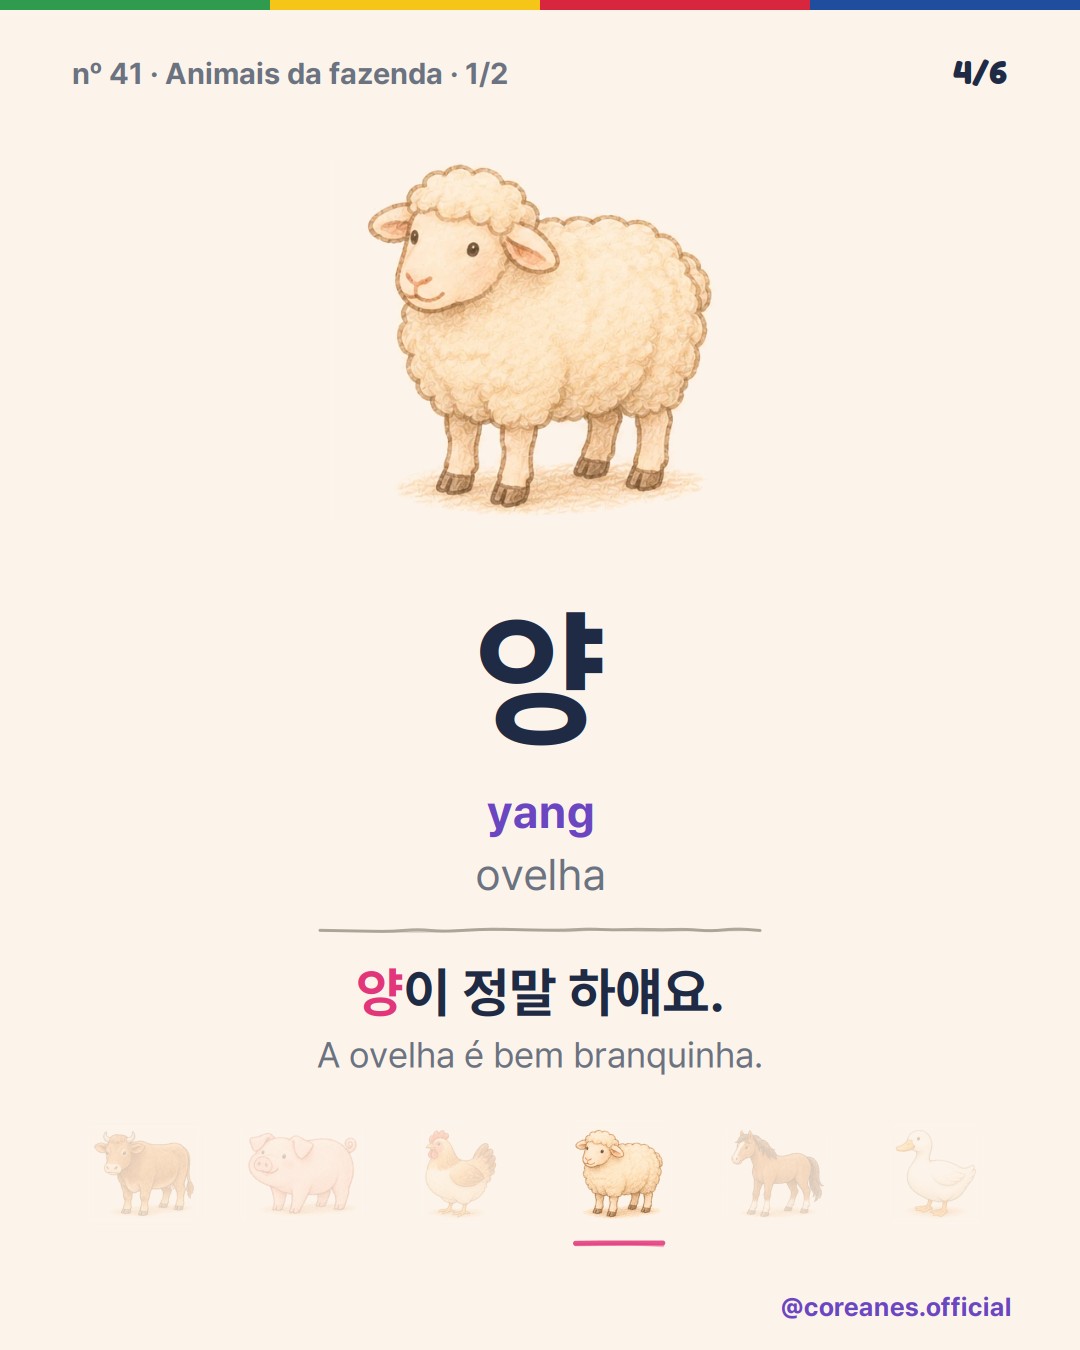 nº 41 · Animais da fazenda · 1/2
4/6
양
yang
ovelha
양이 정말 하얘요.
A ovelha é bem branquinha.
@coreanes.official